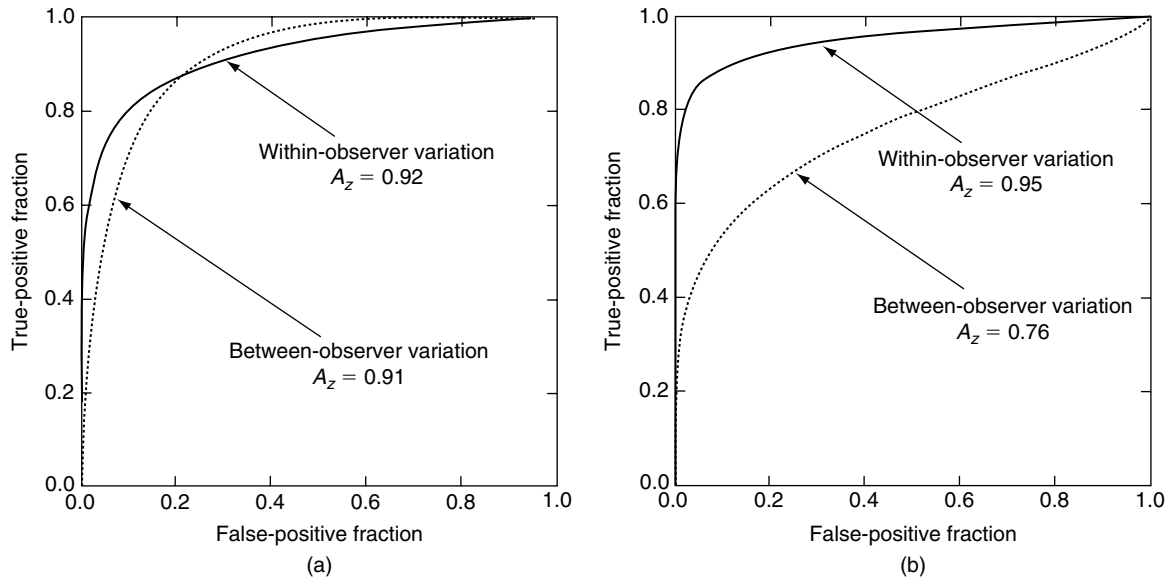 1.0
0.8
0.6
0.4
0.2
0.0
True-positive fraction
Within-observer variation
A_z = 0.92
Between-observer variation
A_z = 0.91
0.0 0.2 0.4 0.6 0.8 1.0
False-positive fraction
(a)
1.0
0.8
0.6
0.4
0.2
0.0
True-positive fraction
Within-observer variation
A_z = 0.95
Between-observer variation
A_z = 0.76
0.0 0.2 0.4 0.6 0.8 1.0
False-positive fraction
(b)